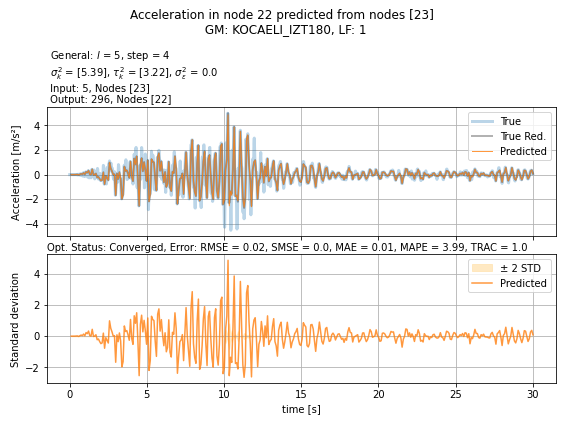 Acceleration in node 22 predicted from nodes [23]
GM: KOCAELI_IZT180, LF: 1
General: l = 5, step = 4
σ²ₖ = [5.39], τ²ₖ = [3.22], σ²ε = 0.0
Input: 5, Nodes [23]
Output: 296, Nodes [22]
Acceleration [m/s²]
4
2
0
−2
−4
True
True Red.
Predicted
Opt. Status: Converged, Error: RMSE = 0.02, SMSE = 0.0, MAE = 0.01, MAPE = 3.99, TRAC = 1.0
Standard deviation
4
2
0
−2
± 2 STD
Predicted
0 5 10 15 20 25 30
time [s]